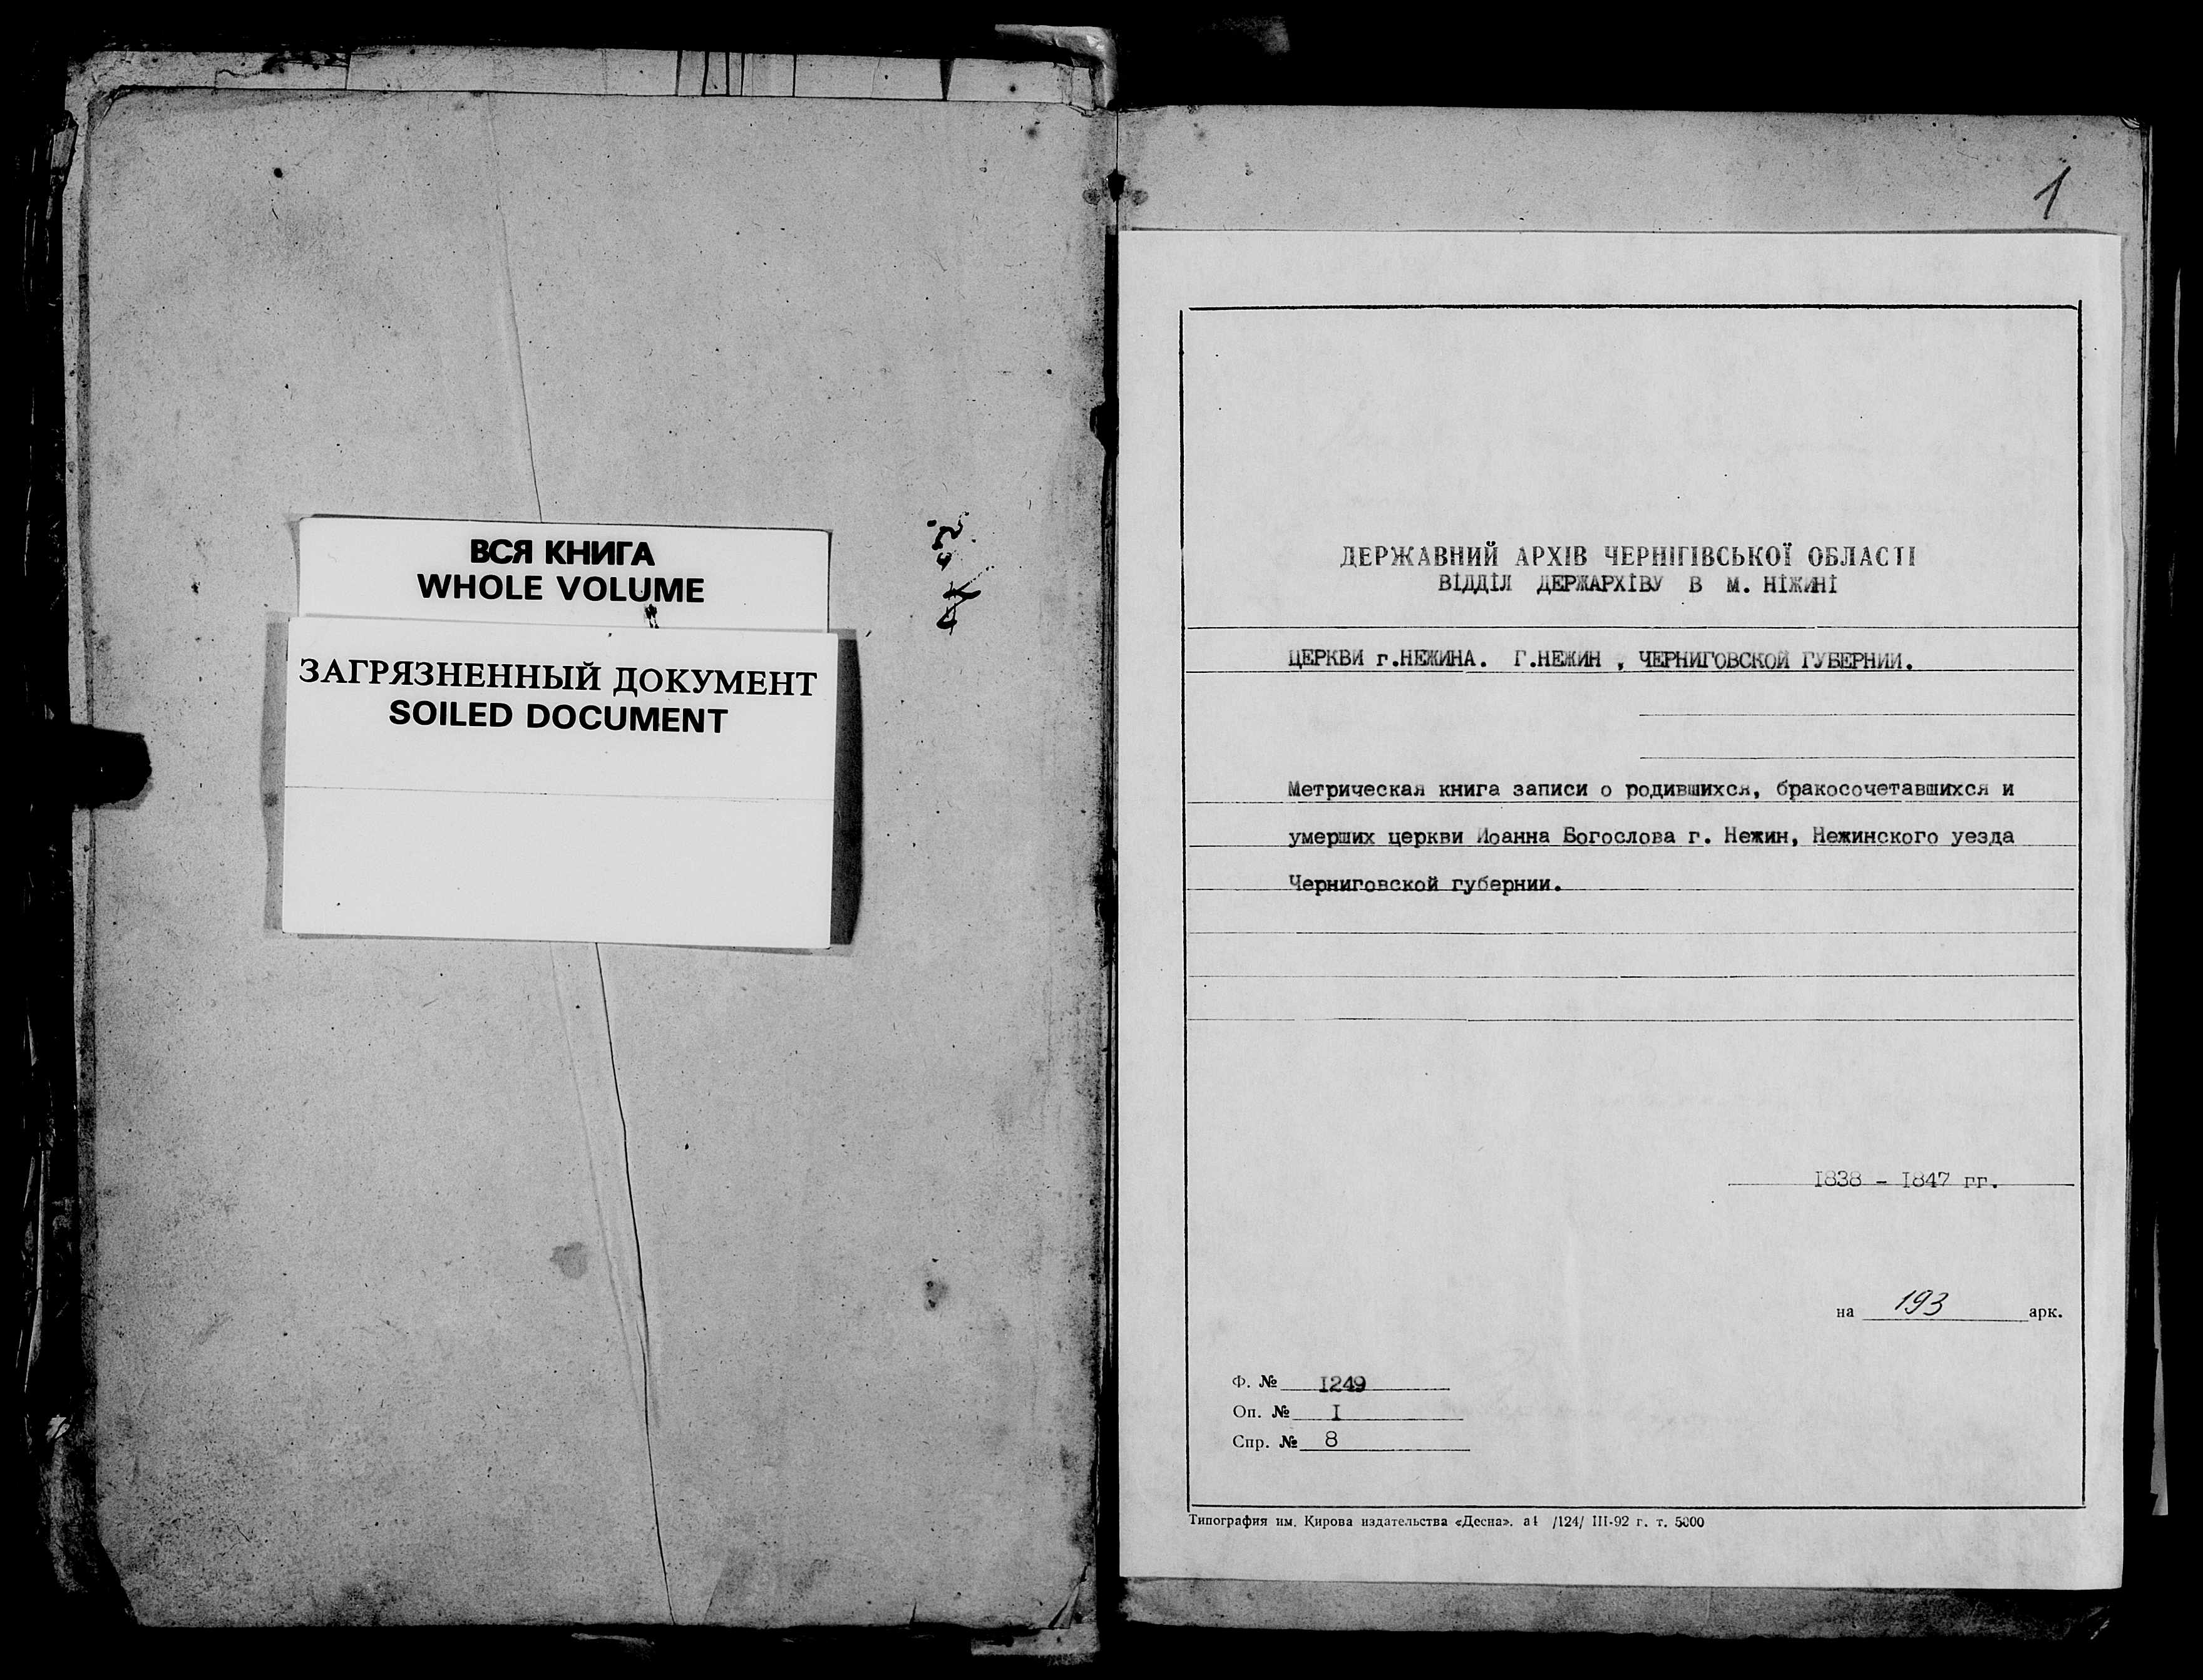 ВСЯ КНИГА
WHOLE VOLUME
ЗАГРЯЗНЕННЫЙ ДОКУМЕНТ
SOILED DOCUMENT
1
ДЕРЖАВНИЙ АРХІВ ЧЕРНІГІВСЬКОЇ ОБЛАСТІ
ВІДДІЛ ДЕРЖАРХІВУ В М. НІЖИНІ
ЦЕРКВИ г.НЕЖИНА. Г.НЕЖИН , ЧЕРНИГОВСКОЙ ГУБЕРНИИ.
Метрическая книга записи о родившихся, бракосочетавшихся и
умерших церкви Иоанна Богослова г. Нежин, Нежинского уезда
Черниговской губернии.
1838 - 1847 гг.
на 193 арк.
Ф. № 1249
Оп. № 1
Спр. № 8
Типография им. Кирова издательства «Десна». а1 /124/ III-92 г. т. 5000